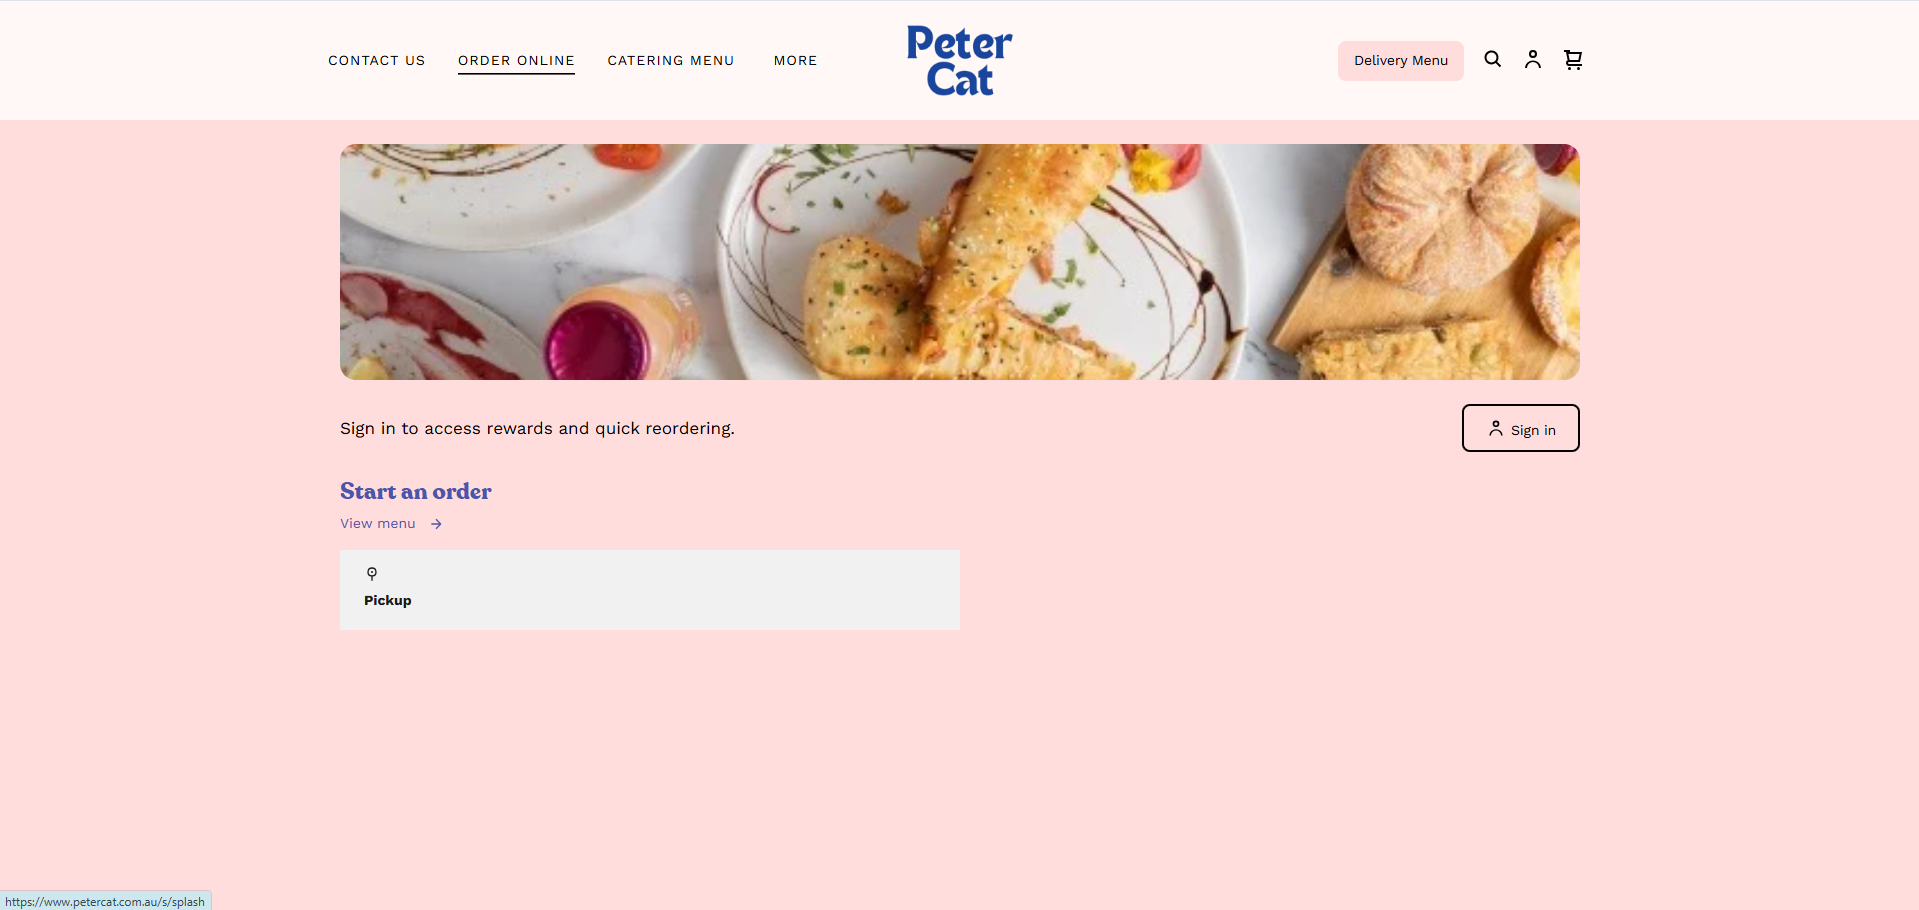 CONTACT US
ORDER ONLINE
CATERING MENU
MORE
Peter
Cat
Delivery Menu
Sign in to access rewards and quick reordering.
Sign in
Start an order
View menu
Pickup
https://www.petercat.com.au/s/splash